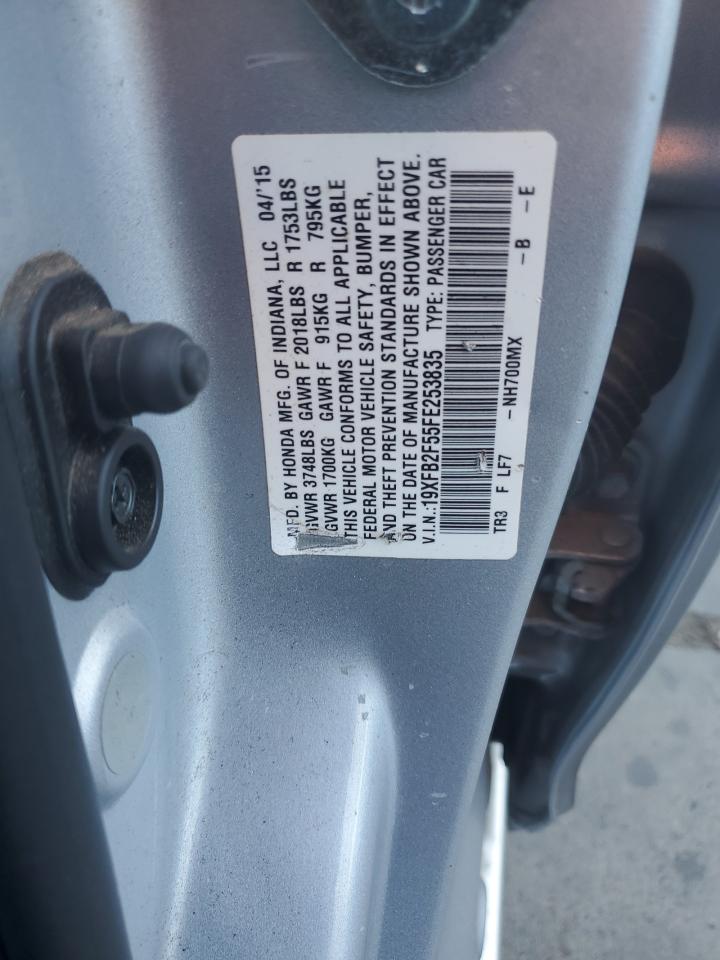 MFD. BY HONDA MFG. OF INDIANA, LLC 04/'15
GVWR 3748LBS GAWR F 2018LBS R 1753LBS
GVWR 1700KG GAWR F 915KG R 795KG
THIS VEHICLE CONFORMS TO ALL APPLICABLE
FEDERAL MOTOR VEHICLE SAFETY, BUMPER,
AND THEFT PREVENTION STANDARDS IN EFFECT
ON THE DATE OF MANUFACTURE SHOWN ABOVE.
V.I.N.:19XFB2F55FE253835 TYPE: PASSENGER CAR
TR3 F LF7 –NH700MX –B –E